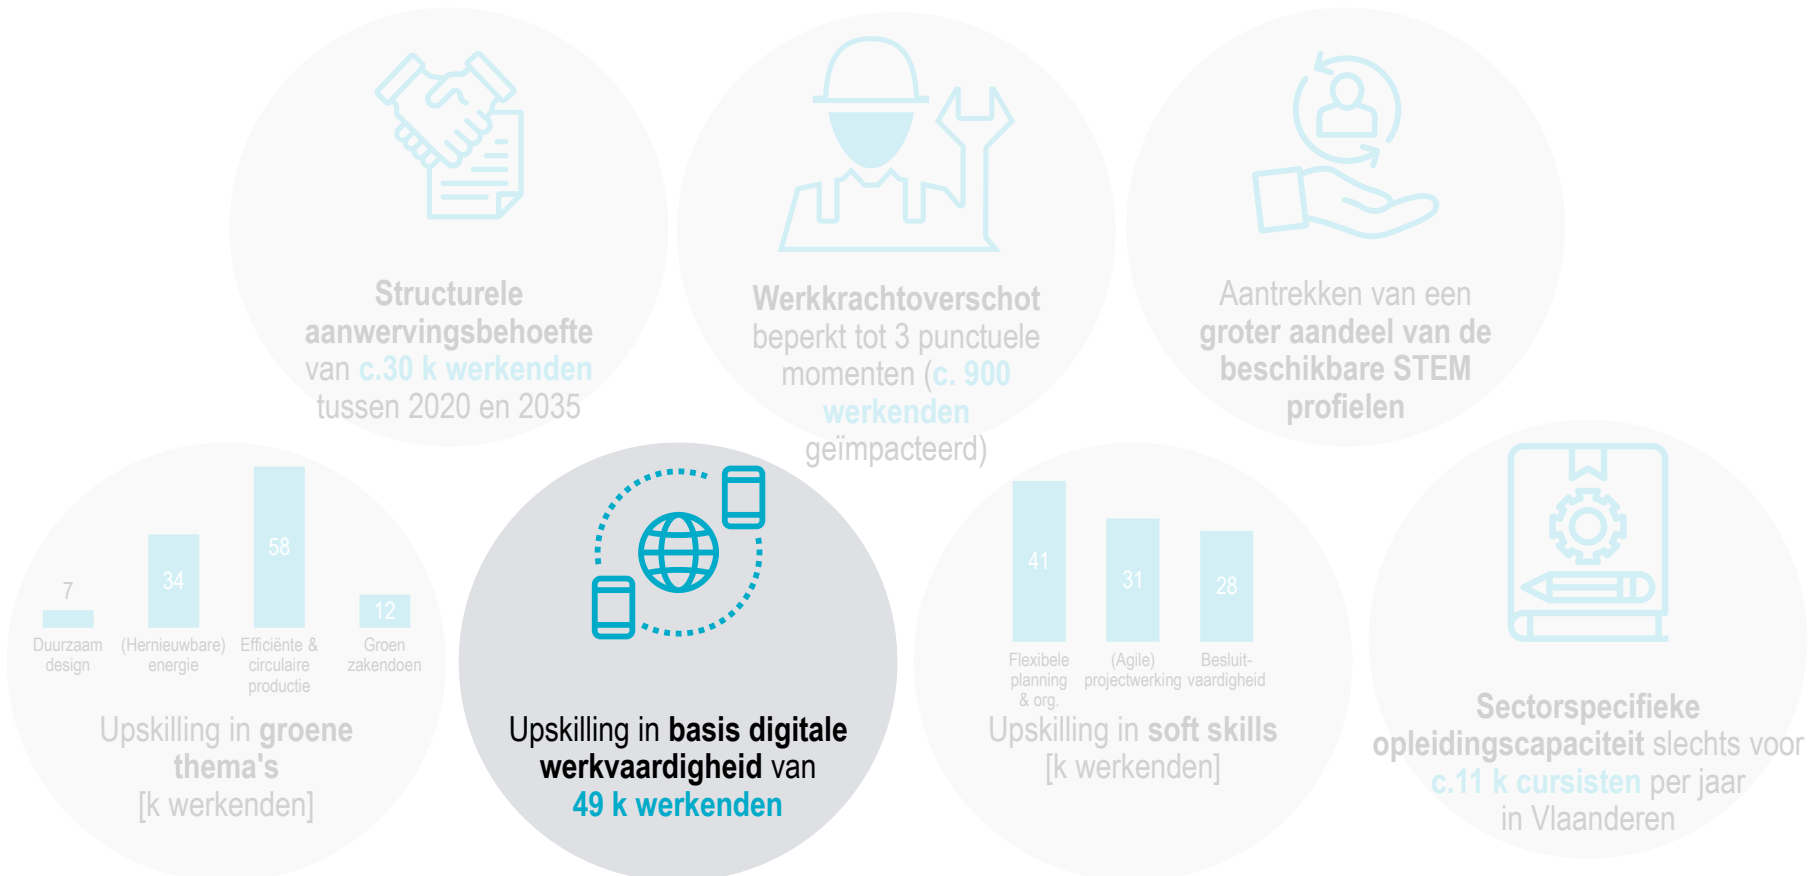 Structurele
aanwervingsbehoefte
van c.30 k werkenden
tussen 2020 en 2035
Werkkrachtoverschot
beperkt tot 3 punctuele
momenten (c. 900
werkenden
geïmpacteerd)
Aantrekken van een
groter aandeel van de
beschikbare STEM
profielen
7
34
58
12
Duurzaam
design
(Hernieuwbare)
energie
Efficiënte &
circulaire
productie
Groen
zakendoen
Upskilling in groene
thema's
[k werkenden]
Upskilling in basis digitale
werkvaardigheid van
49 k werkenden
41
31
28
Flexibele
planning
& org.
(Agile)
projectwerking
Besluit-
vaardigheid
Upskilling in soft skills
[k werkenden]
Sectorspecifieke
opleidingscapaciteit slechts voor
c.11 k cursisten per jaar
in Vlaanderen